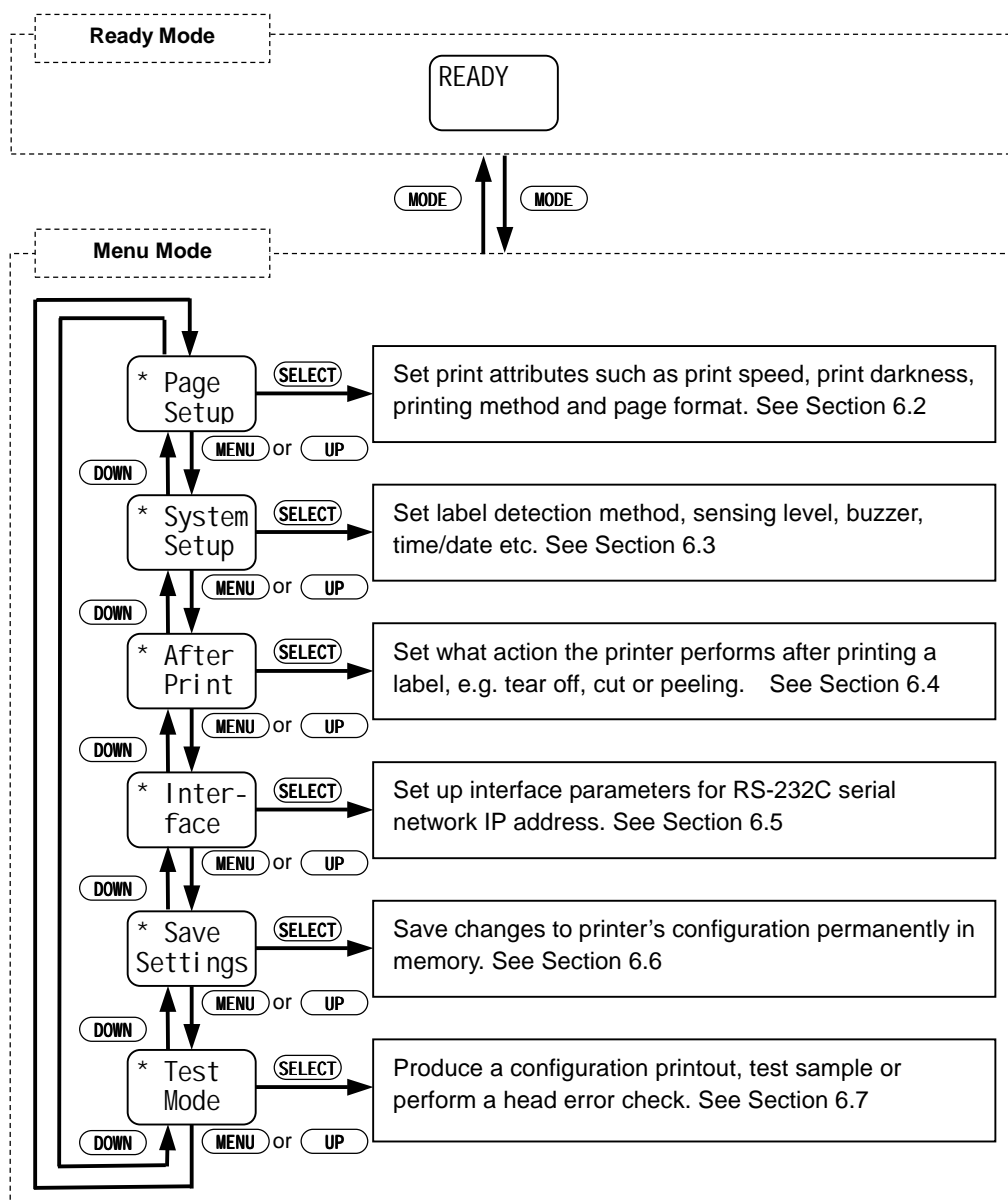 Ready Mode
READY
MODE
MODE
Menu Mode
* Page
Setup
SELECT
Set print attributes such as print speed, print darkness,
printing method and page format. See Section 6.2
MENU or UP
DOWN
* System
Setup
SELECT
Set label detection method, sensing level, buzzer,
time/date etc. See Section 6.3
MENU or UP
DOWN
* After
Print
SELECT
Set what action the printer performs after printing a
label, e.g. tear off, cut or peeling. See Section 6.4
MENU or UP
DOWN
* Inter-
face
SELECT
Set up interface parameters for RS-232C serial
network IP address. See Section 6.5
MENU or UP
DOWN
* Save
Settings
SELECT
Save changes to printer’s configuration permanently in
memory. See Section 6.6
MENU or UP
DOWN
* Test
Mode
SELECT
Produce a configuration printout, test sample or
perform a head error check. See Section 6.7
DOWN
MENU or UP